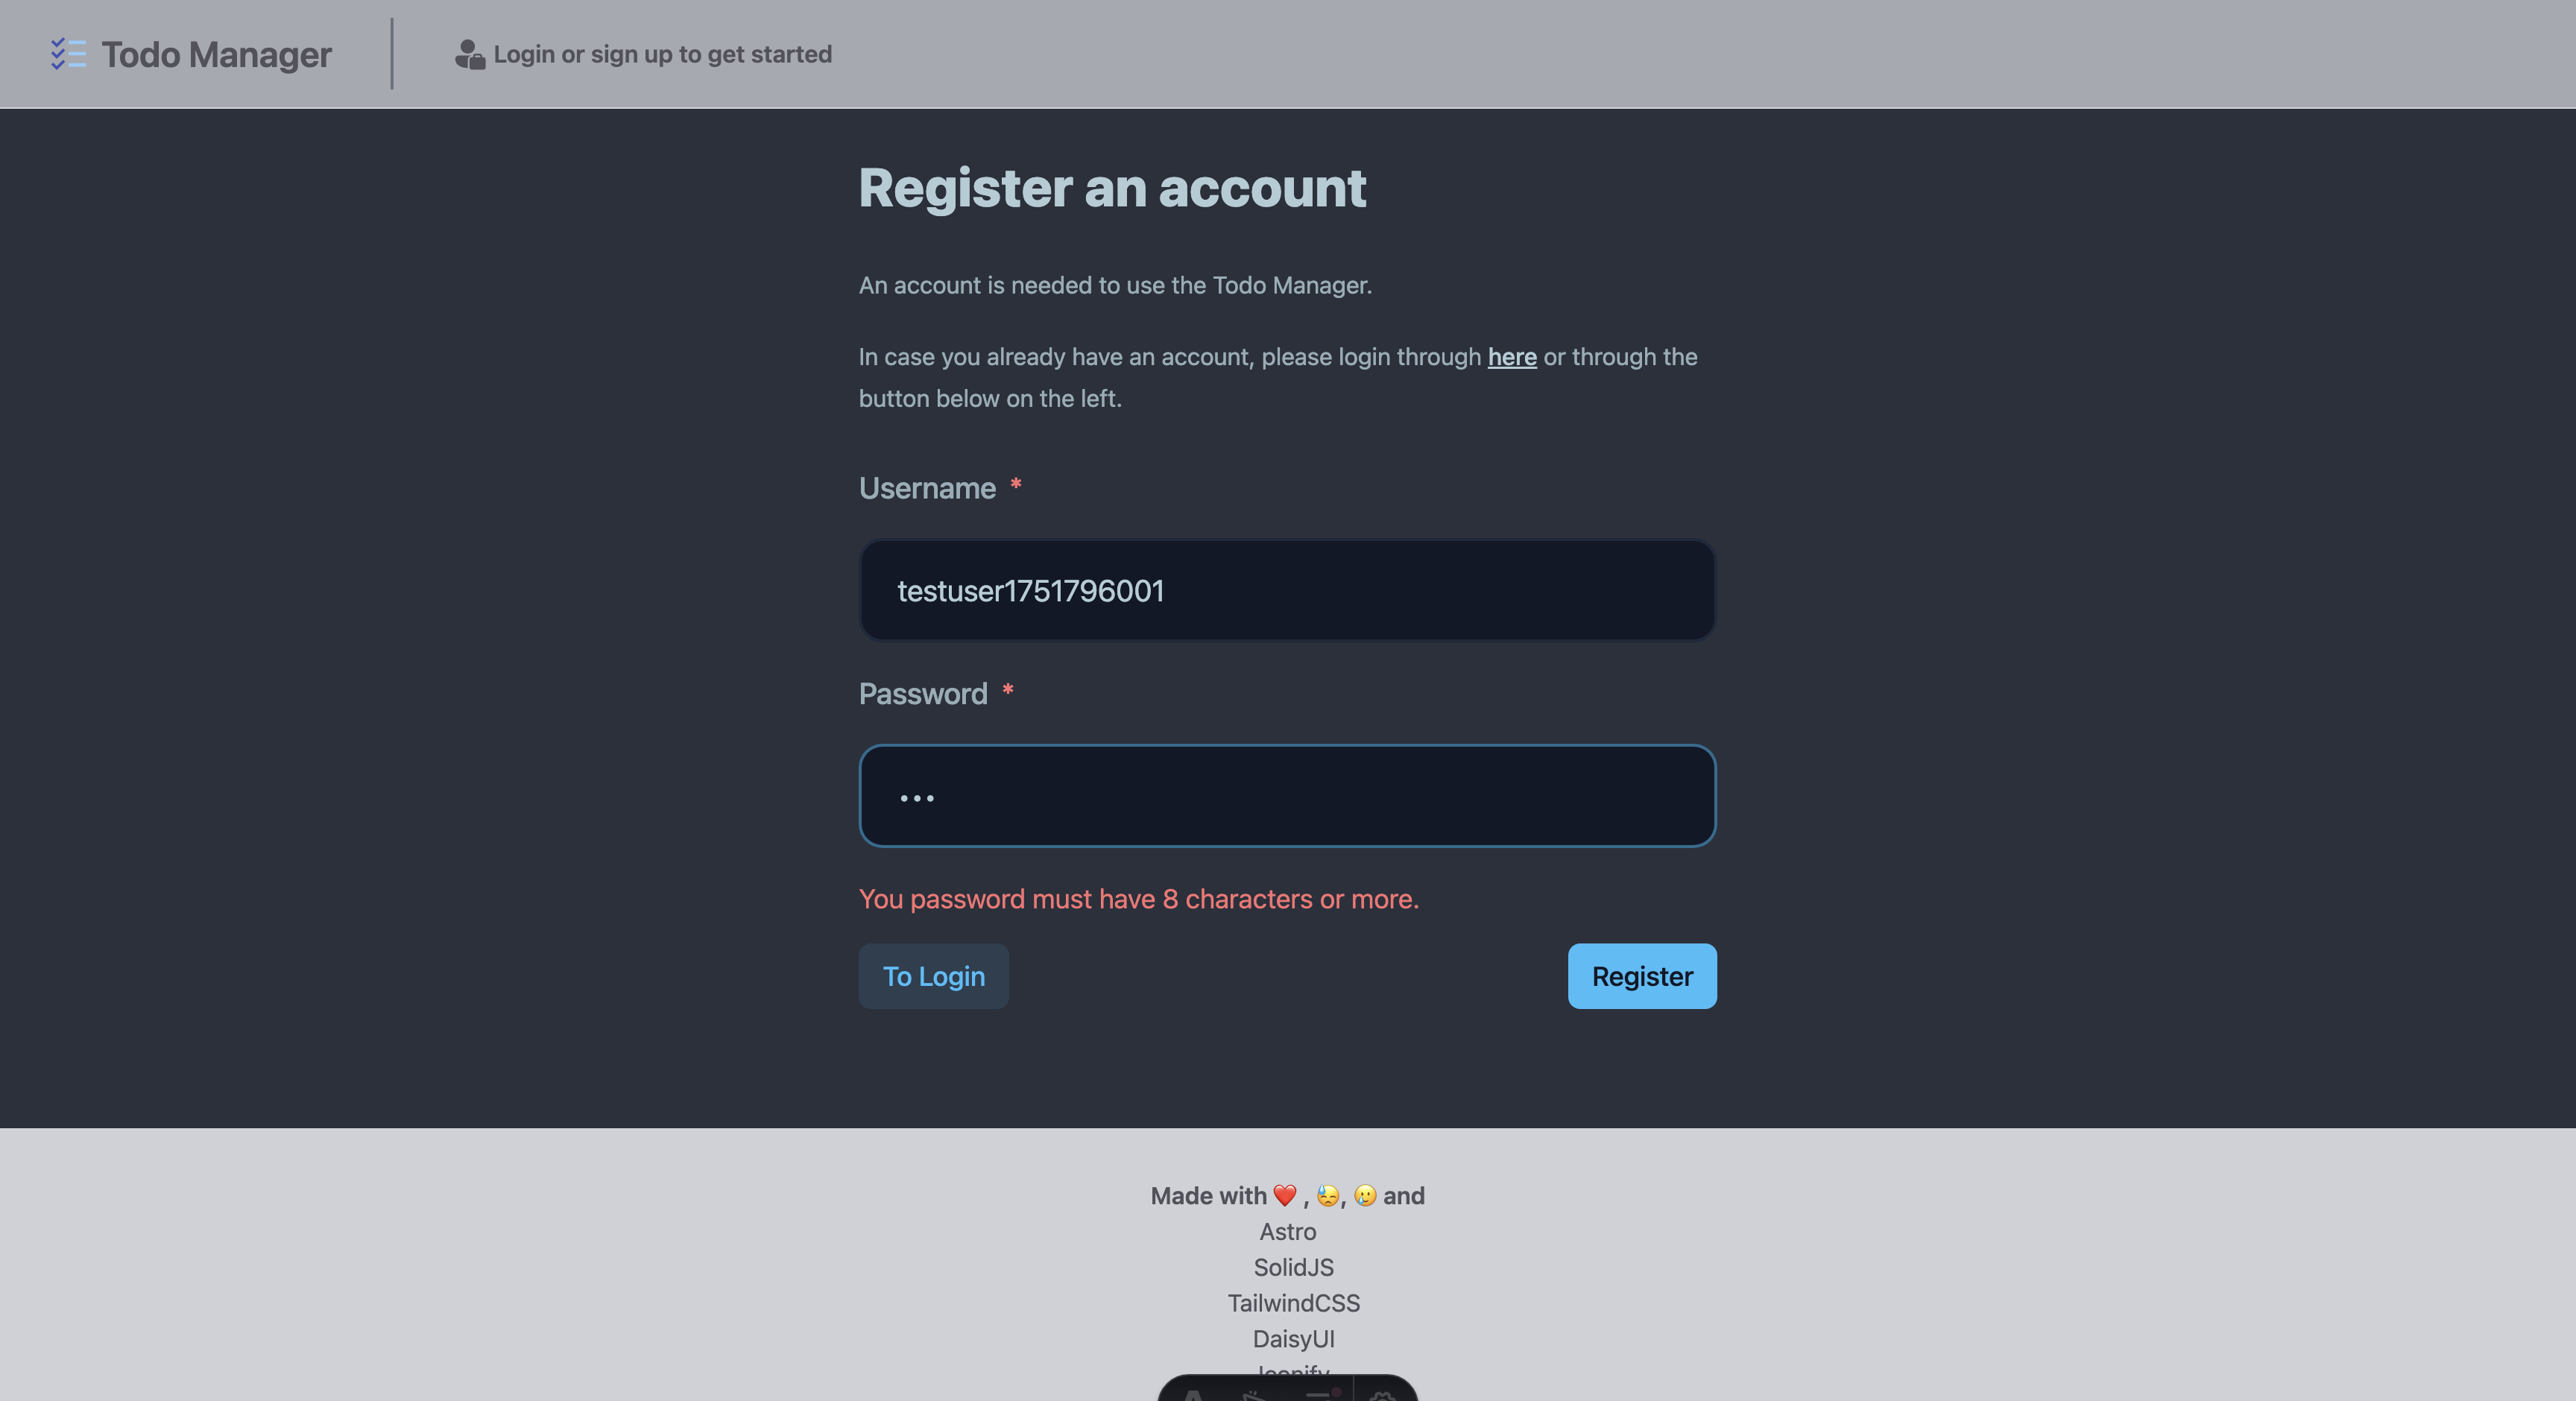 Todo Manager
Login or sign up to get started
Register an account
An account is needed to use the Todo Manager.
In case you already have an account, please login through here or through the
button below on the left.
Username *
testuser1751796001
Password *
•••
You password must have 8 characters or more.
To Login
Register
Made with ❤️ , 😓, 🥲 and
Astro
SolidJS
TailwindCSS
DaisyUI